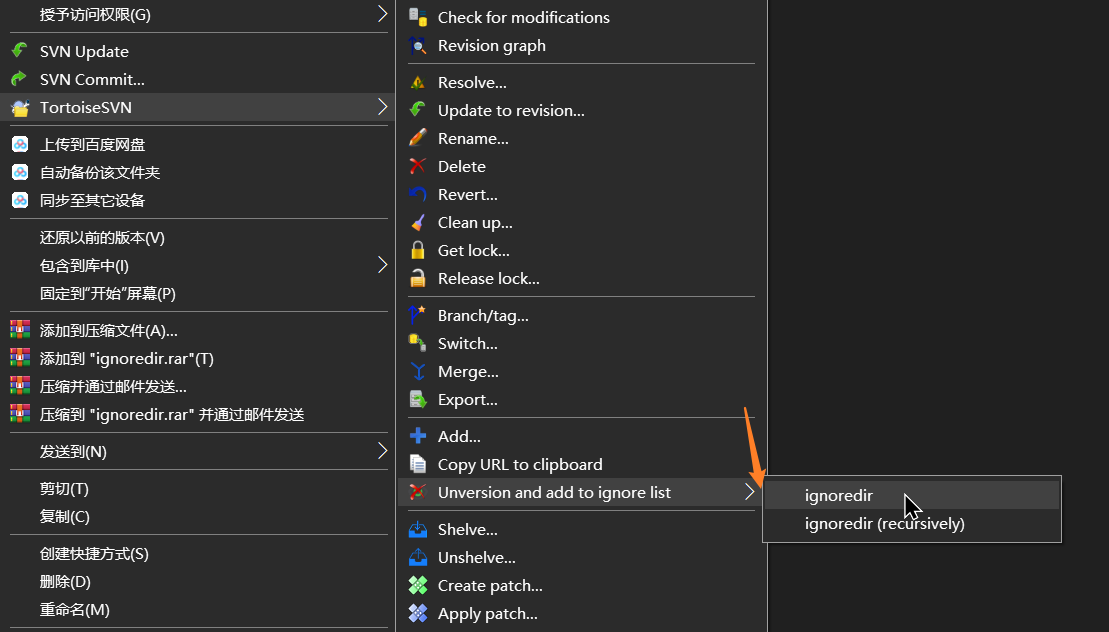 授予访问权限(G)
SVN Update
SVN Commit...
TortoiseSVN
上传到百度网盘
自动备份该文件夹
同步至其它设备
还原以前的版本(V)
包含到库中(I)
固定到"开始"屏幕(P)
添加到压缩文件(A)...
添加到 "ignoredir.rar"(T)
压缩并通过邮件发送...
压缩到 "ignoredir.rar" 并通过邮件发送
发送到(N)
剪切(T)
复制(C)
创建快捷方式(S)
删除(D)
重命名(M)
Check for modifications
Revision graph
Resolve...
Update to revision...
Rename...
Delete
Revert...
Clean up...
Get lock...
Release lock...
Branch/tag...
Switch...
Merge...
Export...
Add...
Copy URL to clipboard
Unversion and add to ignore list
Shelve...
Unshelve...
Create patch...
Apply patch...
ignoredir
ignoredir (recursively)